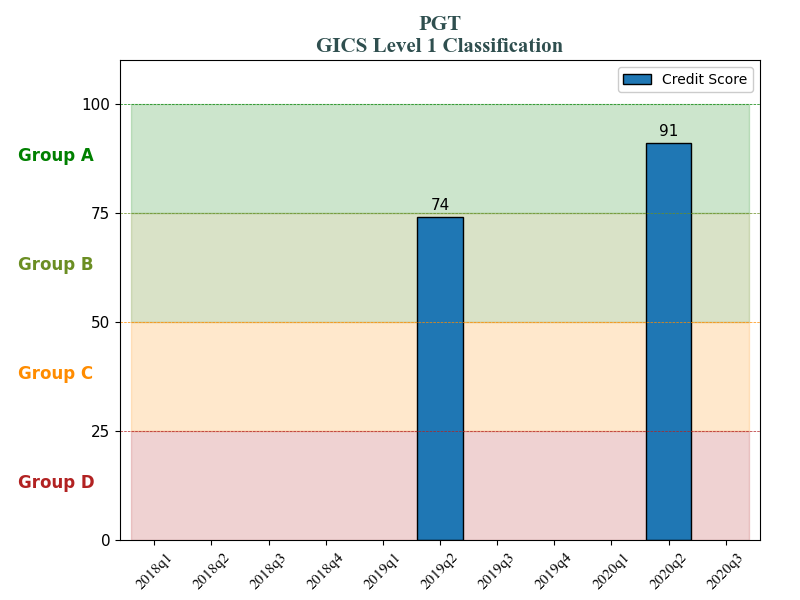 PGT
GICS Level 1 Classification
Credit Score
100
Group A
91
75
74
Group B
50
Group C
25
Group D
0
2018q1
2018q2
2018q3
2018q4
2019q1
2019q2
2019q3
2019q4
2020q1
2020q2
2020q3